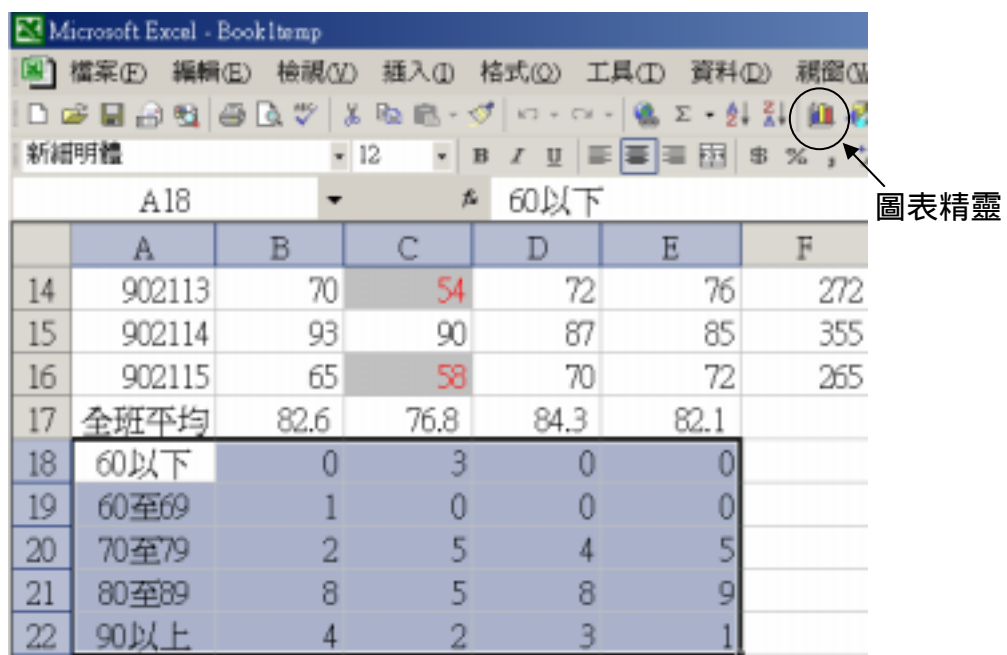 Microsoft Excel - Book1temp
檔案(F) 編輯(E) 檢視(V) 插入(I) 格式(O) 工具(T) 資料(D) 視窗(W
新細明體 12 B I U $ % ,
A18 fx 60以下
圖表精靈
A B C D E F
14 902113 70 54 72 76 272
15 902114 93 90 87 85 355
16 902115 65 58 70 72 265
17 全班平均 82.6 76.8 84.3 82.1
18 60以下 0 3 0 0
19 60至69 1 0 0 0
20 70至79 2 5 4 5
21 80至89 8 5 8 9
22 90以上 4 2 3 1